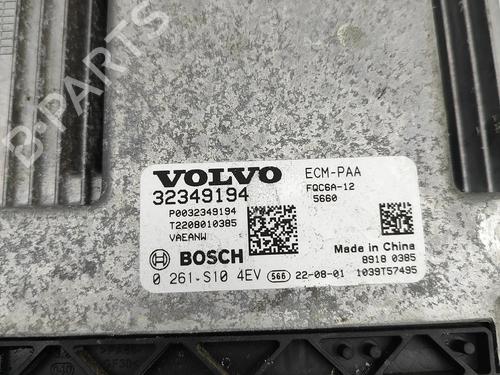 B-PARTS
VOLVO ECM-PAA
32349194 FQC6A-12
P0032349194 5660
T2208010385
VAEANW
Made in China
BOSCH 8918 0385
0 261.S10 4EV 566 22-08-01 1039T57495